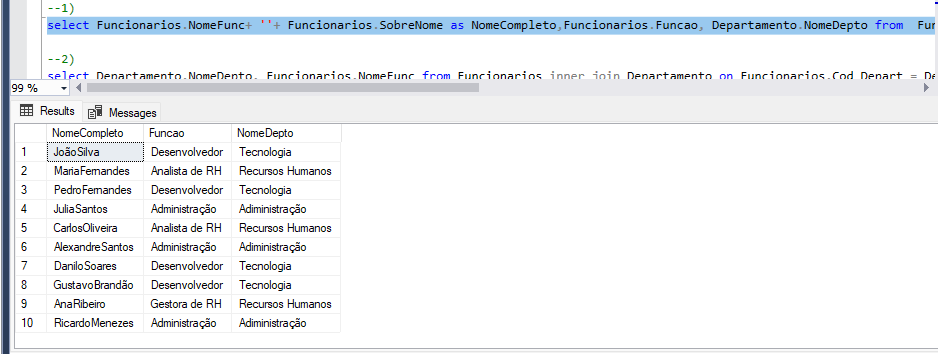 --1)
select Funcionarios.NomeFunc+ ''+ Funcionarios.SobreNome as NomeCompleto,Funcionarios.Funcao, Departamento.NomeDepto from Fun
--2)
select Departamento.NomeDepto, Funcionarios.NomeFunc from Funcionarios inner join Departamento on Funcionarios.Cod_Depart = De
99 %
Results Messages
NomeCompleto Funcao NomeDepto
1 JoãoSilva Desenvolvedor Tecnologia
2 MariaFernandes Analista de RH Recursos Humanos
3 PedroFernandes Desenvolvedor Tecnologia
4 JuliaSantos Administração Adiministração
5 CarlosOliveira Analista de RH Recursos Humanos
6 AlexandreSantos Administração Adiministração
7 DaniloSoares Desenvolvedor Tecnologia
8 GustavoBrandão Desenvolvedor Tecnologia
9 AnaRibeiro Gestora de RH Recursos Humanos
10 RicardoMenezes Administração Adiministração